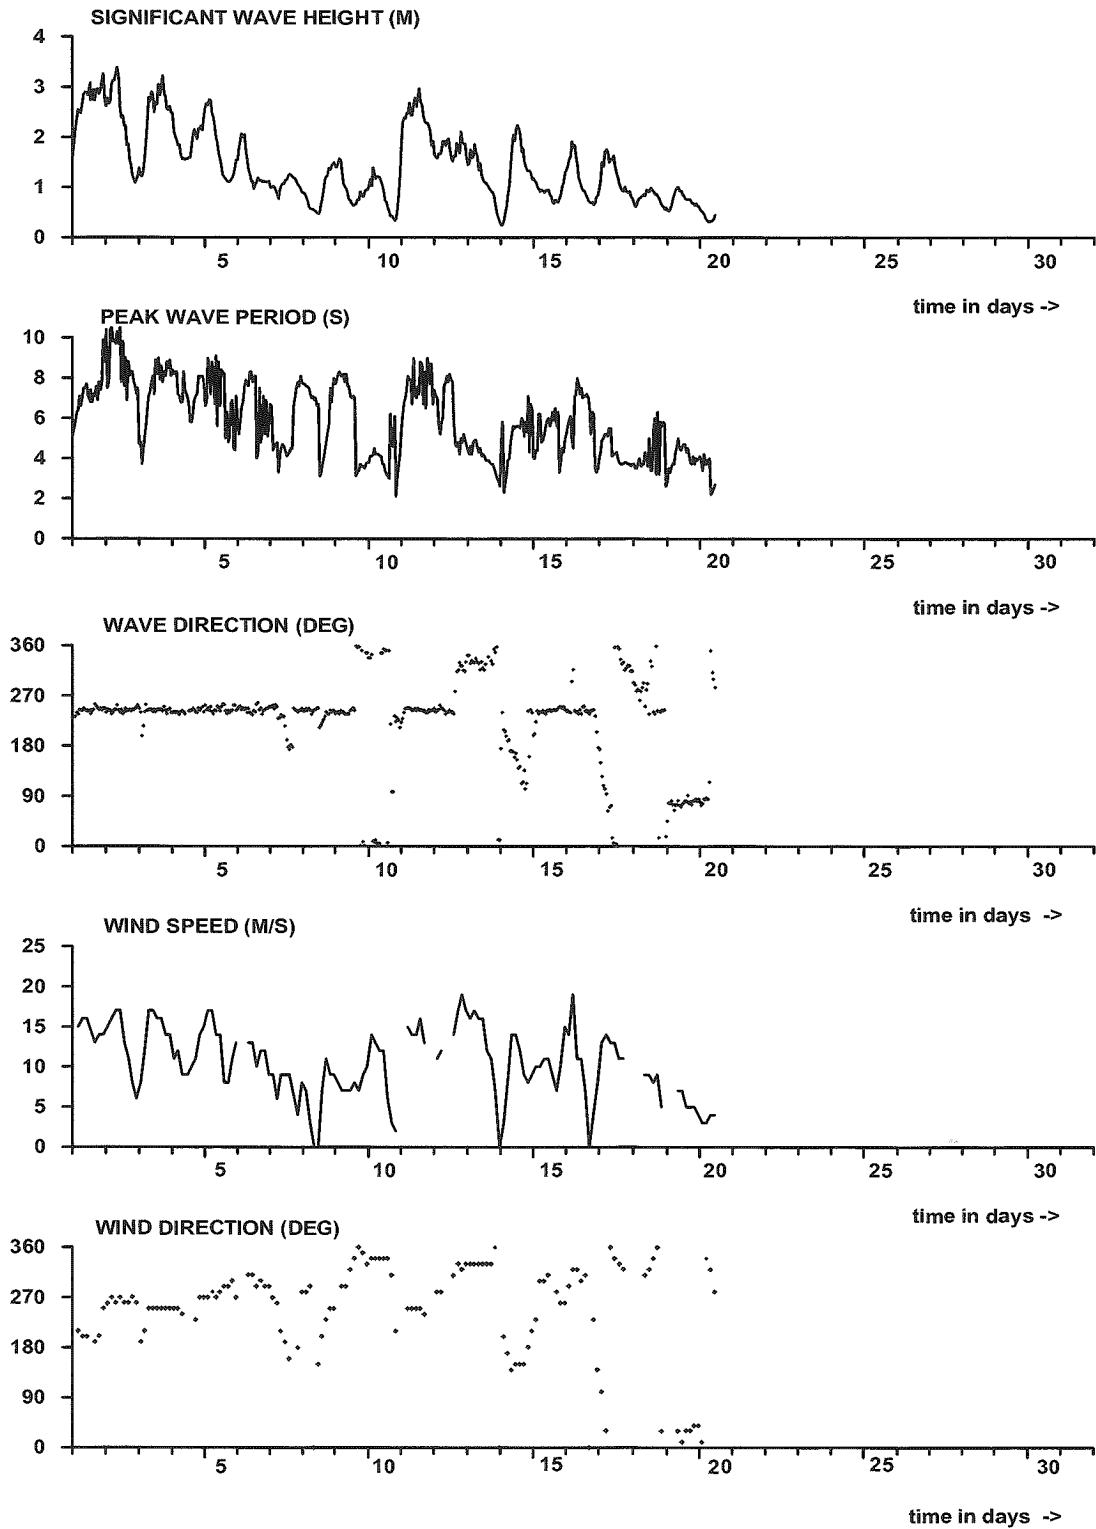 SIGNIFICANT WAVE HEIGHT (M)
4
3
2
1
0
5 10 15 20 25 30
time in days ->
PEAK WAVE PERIOD (S)
10
8
6
4
2
0
5 10 15 20 25 30
time in days ->
WAVE DIRECTION (DEG)
360
270
180
90
0
5 10 15 20 25 30
time in days ->
WIND SPEED (M/S)
25
20
15
10
5
0
5 10 15 20 25 30
time in days ->
WIND DIRECTION (DEG)
360
270
180
90
0
5 10 15 20 25 30
time in days ->